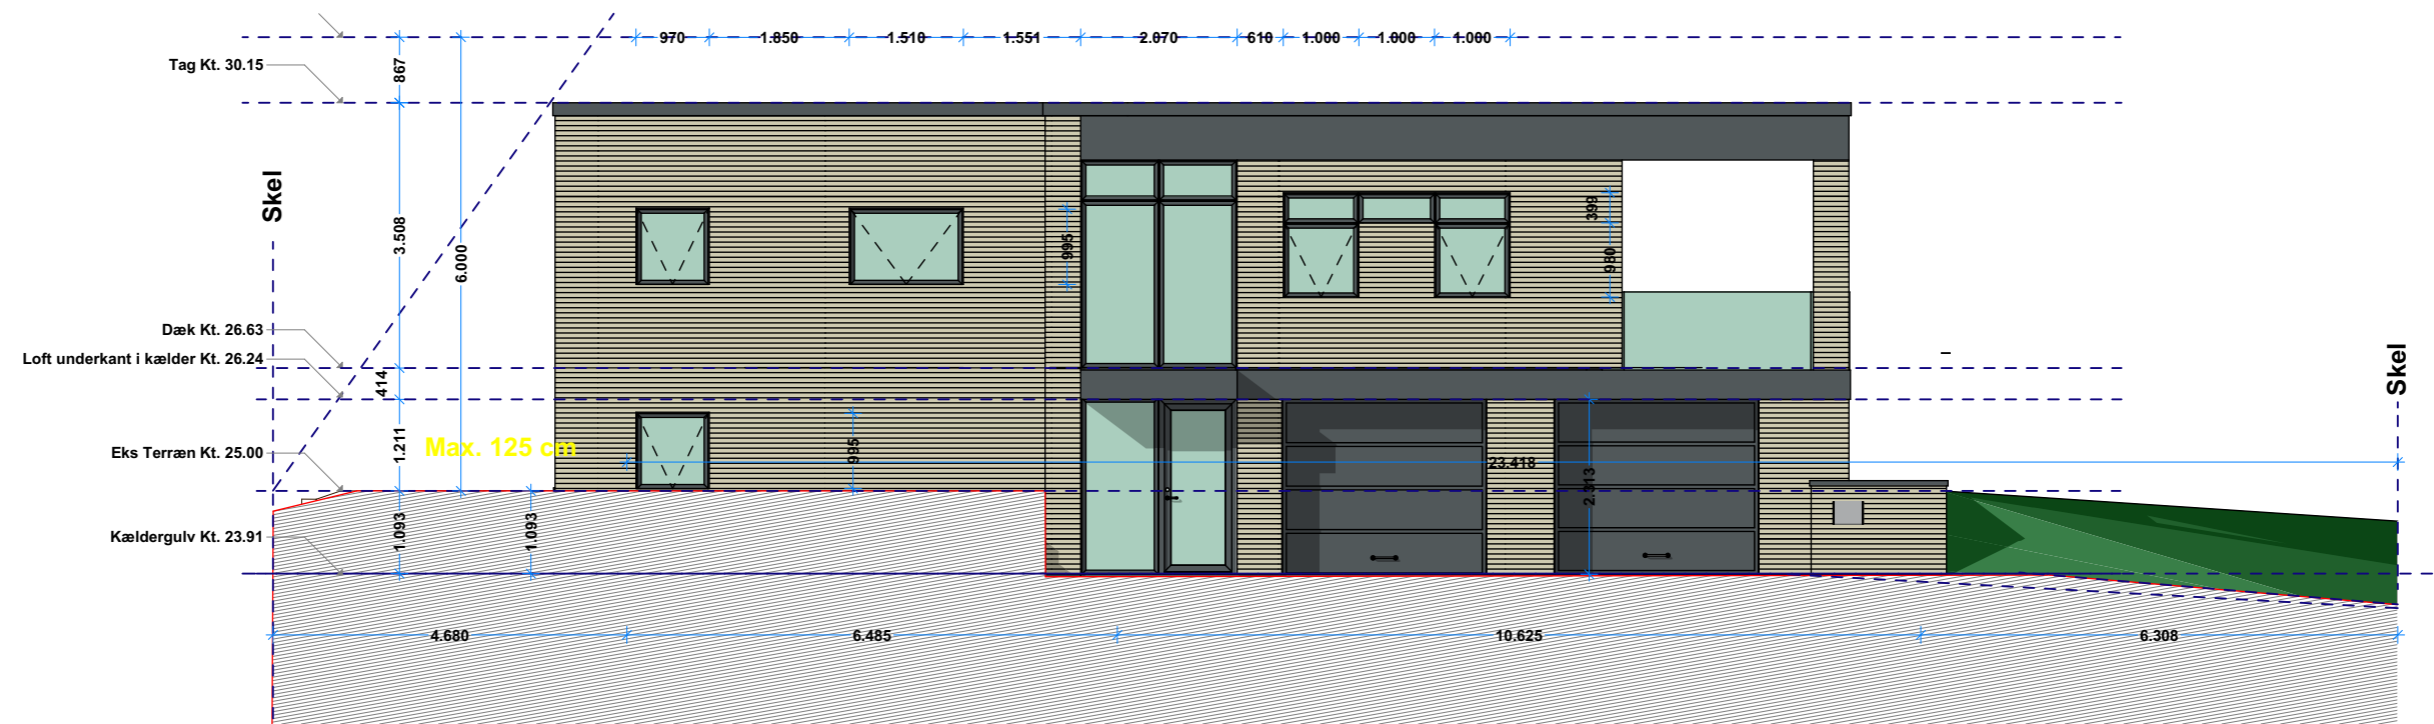 970 1.850 1.510 1.551 2.070 610 1.000 1.000 1.000
Tag Kt. 30.15
867
Skel
3.508
6.000
995
399
980
Dæk Kt. 26.63
Loft underkant i kælder Kt. 26.24
414
Skel
1.211
Max. 125 cm
995
Eks Terræn Kt. 25.00
23.418
2.313
Kældergulv Kt. 23.91
1.093
1.093
4.680 6.485 10.625 6.308